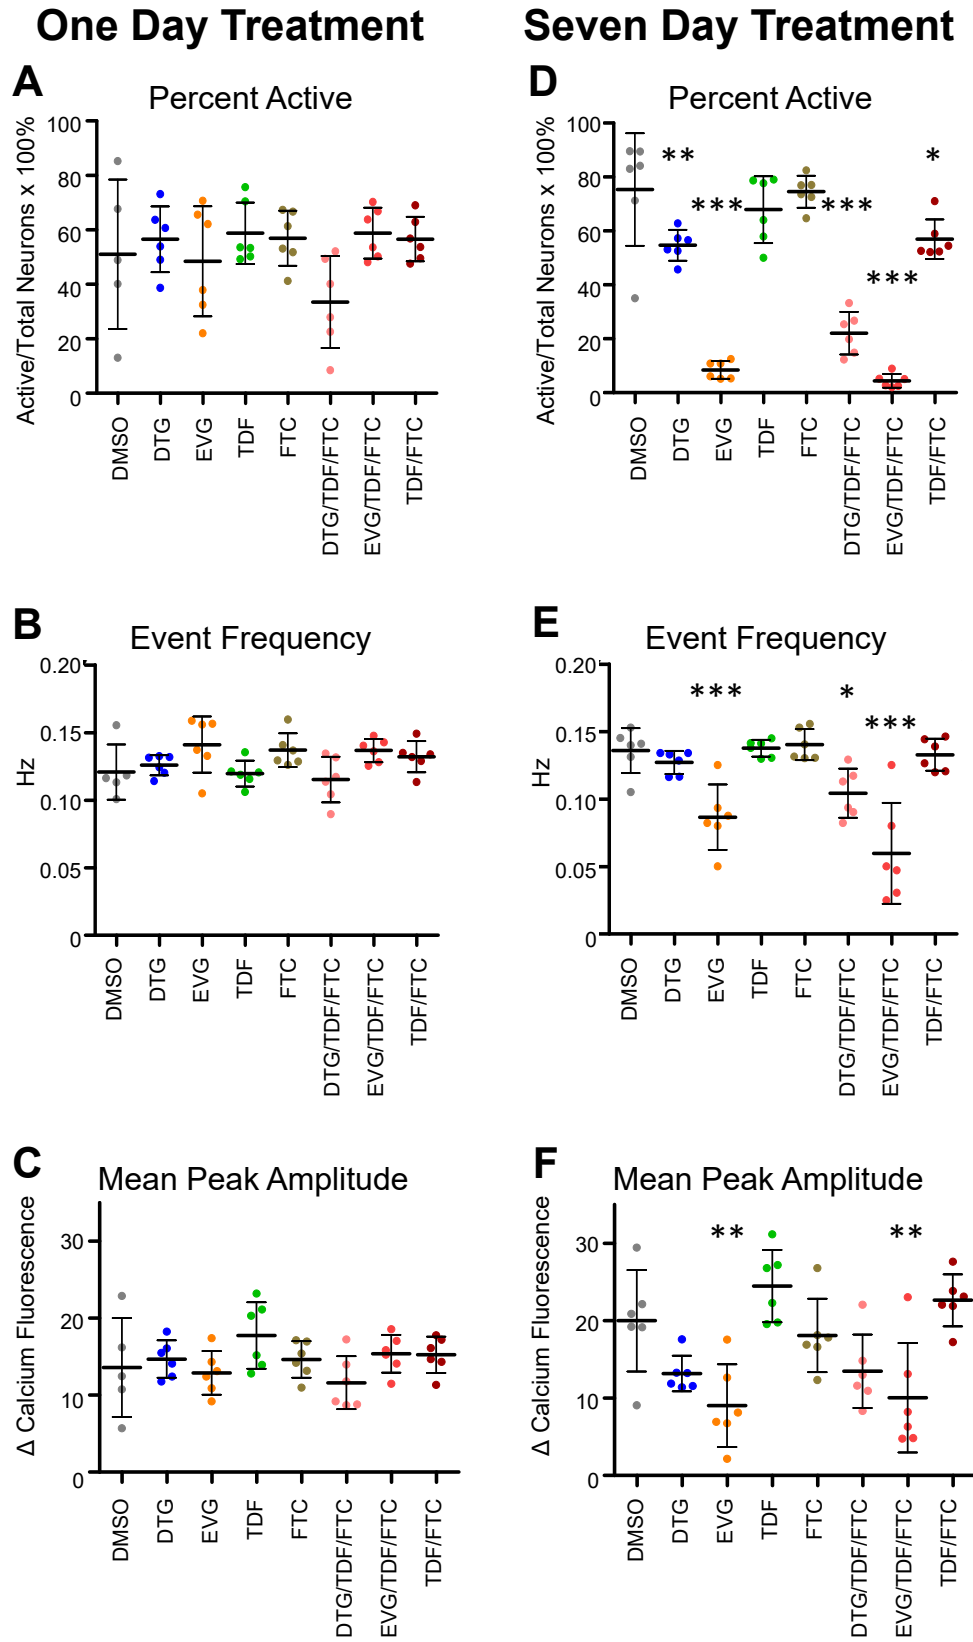 One Day Treatment
Seven Day Treatment
A
Percent Active
Active/Total Neurons x 100%
100
80
60
40
20
0
DMSO
DTG
EVG
TDF
FTC
DTG/TDF/FTC
EVG/TDF/FTC
TDF/FTC
D
Percent Active
Active/Total Neurons x 100%
100
80
60
40
20
0
**
***
***
***
*
DMSO
DTG
EVG
TDF
FTC
DTG/TDF/FTC
EVG/TDF/FTC
TDF/FTC
B
Event Frequency
Hz
0.20
0.15
0.10
0.05
0
DMSO
DTG
EVG
TDF
FTC
DTG/TDF/FTC
EVG/TDF/FTC
TDF/FTC
E
Event Frequency
Hz
0.20
0.15
0.10
0.05
0
***
*
***
DMSO
DTG
EVG
TDF
FTC
DTG/TDF/FTC
EVG/TDF/FTC
TDF/FTC
C
Mean Peak Amplitude
Δ Calcium Fluorescence
30
20
10
0
DMSO
DTG
EVG
TDF
FTC
DTG/TDF/FTC
EVG/TDF/FTC
TDF/FTC
F
Mean Peak Amplitude
Δ Calcium Fluorescence
30
20
10
0
**
**
DMSO
DTG
EVG
TDF
FTC
DTG/TDF/FTC
EVG/TDF/FTC
TDF/FTC